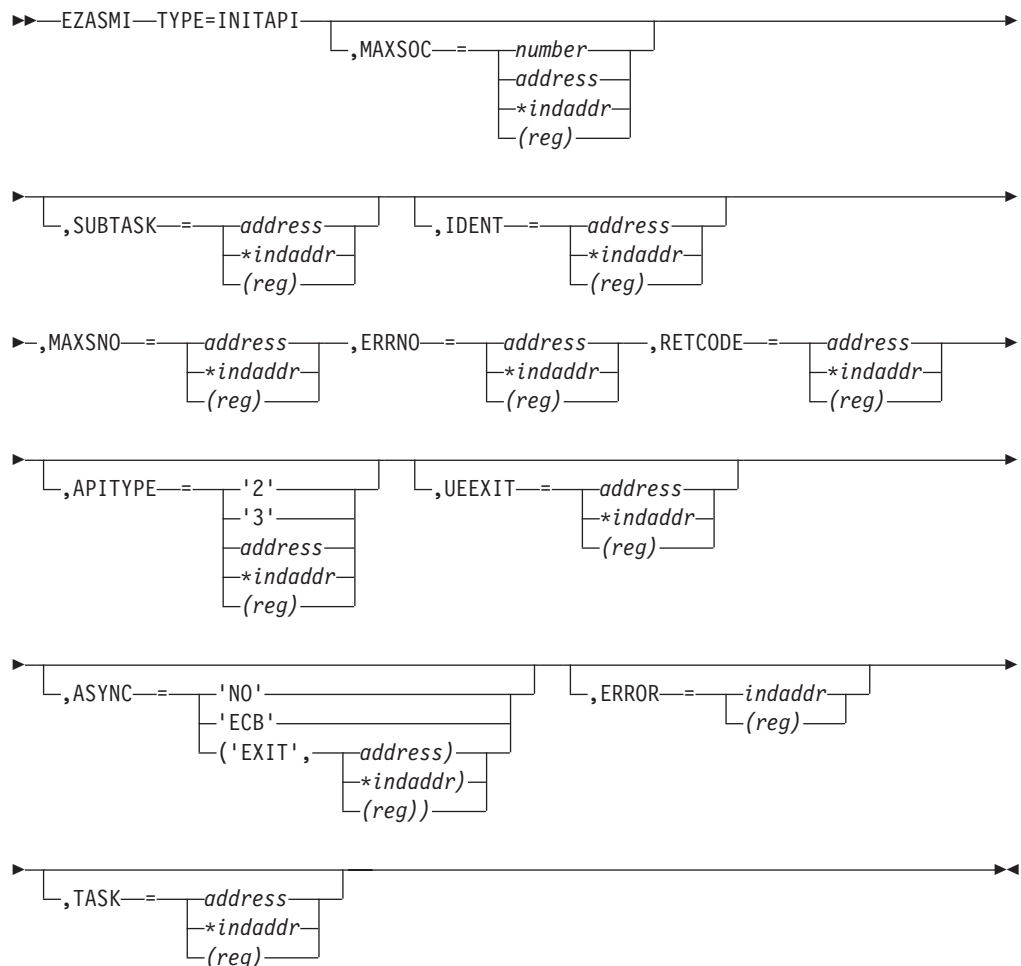 EZASMI TYPE=INITAPI
,MAXSOC = number
address
*indaddr
(reg)
,SUBTASK = address ,IDENT = address
*indaddr *indaddr
(reg) (reg)
,MAXSNO = address ,ERRNO = address ,RETCODE = address
*indaddr *indaddr *indaddr
(reg) (reg) (reg)
,APITYPE = '2' ,UEEXIT = address
'3' *indaddr
address (reg)
*indaddr
(reg)
,ASYNC = 'NO' ,ERROR = indaddr
'ECB' (reg)
('EXIT', address)
*indaddr)
(reg))
,TASK = address
*indaddr
(reg)